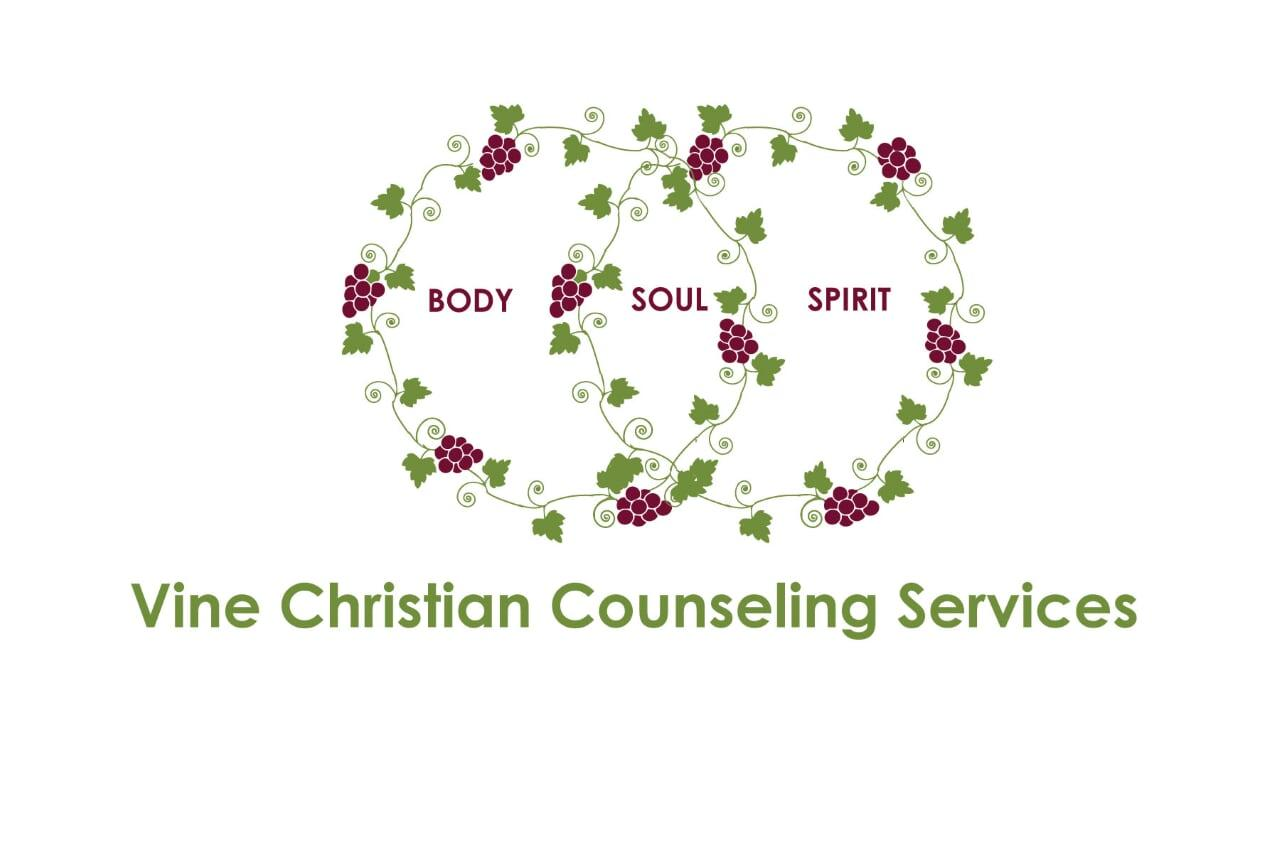 BODY SOUL SPIRIT
Vine Christian Counseling Services